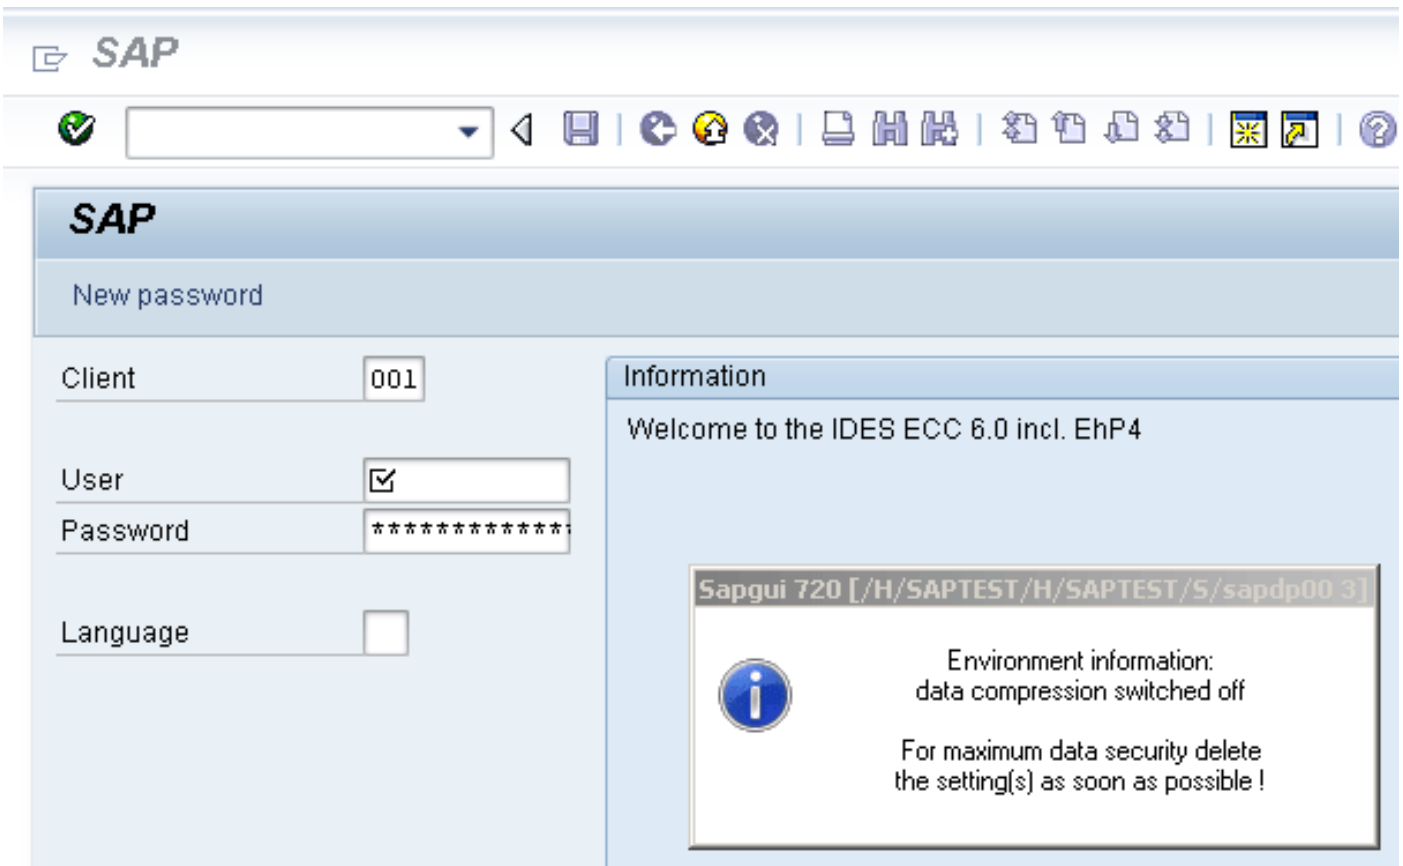 SAP
SAP
New password
Client 001
Information
Welcome to the IDES ECC 6.0 incl. EhP4
User
Password *************
Language
Sapgui 720 [/H/SAPTEST/H/SAPTEST/S/sapdp00 3]
Environment information:
data compression switched off
For maximum data security delete
the setting(s) as soon as possible !